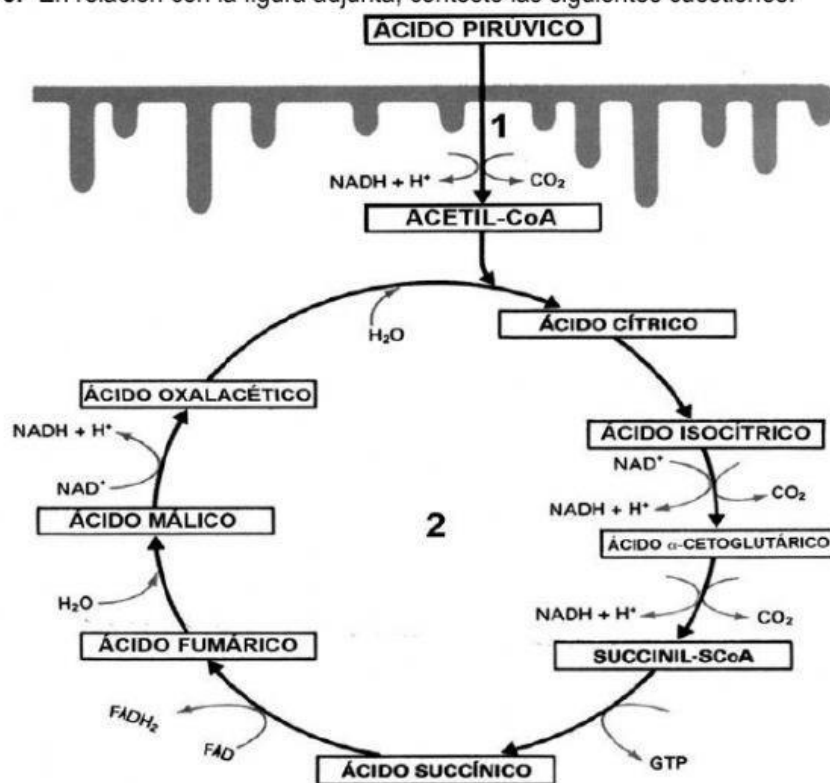 En relación con la figura adjunta, conteste las siguientes cuestiones:
ÁCIDO PIRÚVICO
1
NADH + H⁺
CO₂
ACETIL-CoA
H₂O
ÁCIDO CÍTRICO
ÁCIDO OXALACÉTICO
NADH + H⁺
NAD⁺
ÁCIDO ISOCÍTRICO
NAD⁺
NADH + H⁺
CO₂
ÁCIDO MÁLICO
2
ÁCIDO α-CETOGLUTÁRICO
H₂O
NADH + H⁺
CO₂
ÁCIDO FUMÁRICO
SUCCINIL-SCoA
FADH₂
FAD
GTP
ÁCIDO SUCCÍNICO